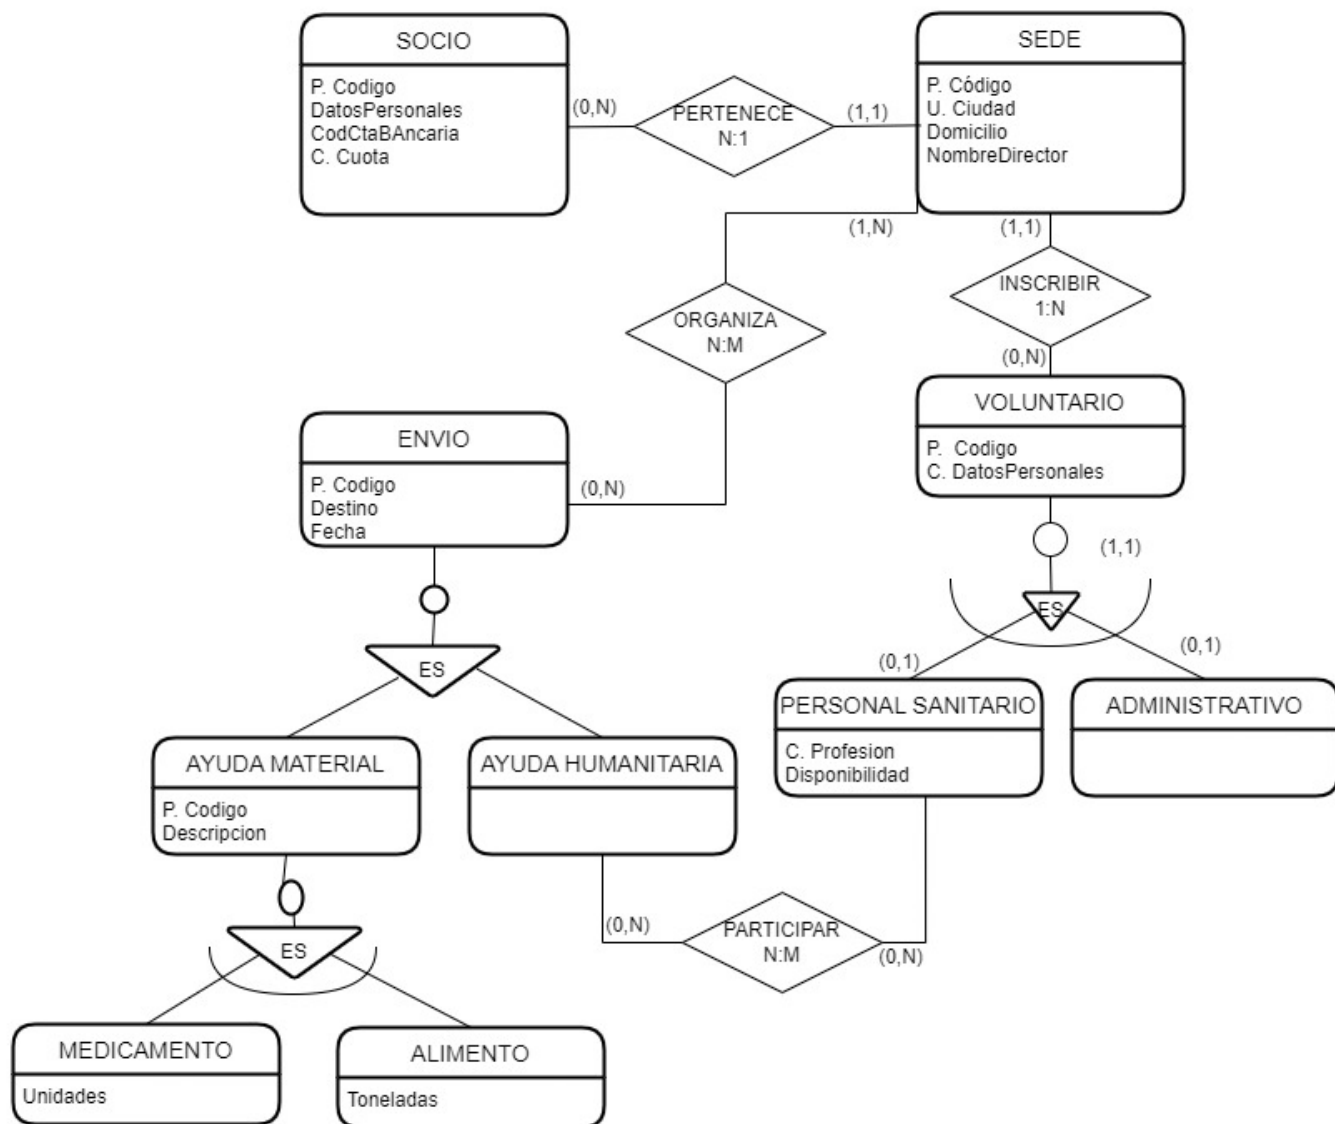 SOCIO
P. Codigo
DatosPersonales
CodCtaBAncaria
C. Cuota
(0,N)
PERTENECE
N:1
(1,1)
SEDE
P. Código
U. Ciudad
Domicilio
NombreDirector
(1,N)
(1,1)
ORGANIZA
N:M
INSCRIBIR
1:N
(0,N)
ENVIO
P. Codigo
Destino
Fecha
(0,N)
VOLUNTARIO
P. Codigo
C. DatosPersonales
(1,1)
ES
ES
(0,1)
(0,1)
AYUDA MATERIAL
P. Codigo
Descripcion
AYUDA HUMANITARIA
PERSONAL SANITARIO
C. Profesion
Disponibilidad
ADMINISTRATIVO
(0,N)
PARTICIPAR
N:M
(0,N)
ES
MEDICAMENTO
Unidades
ALIMENTO
Toneladas